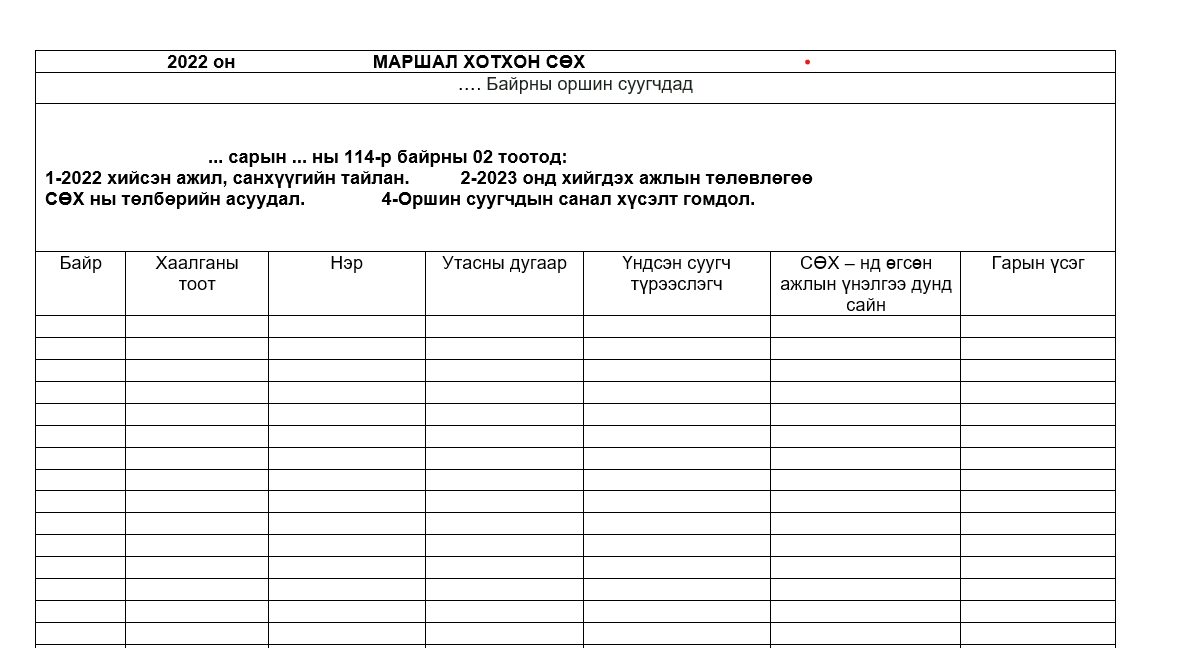 2022 он МАРШАЛ ХОТХОН СӨХ
…. Байрны оршин суугчдад
... сарын ... ны 114-р байрны 02 тоотод:
1-2022 хийсэн ажил, санхүүгийн тайлан. 2-2023 онд хийгдэх ажлын төлөвлөгөө
СӨХ ны төлбөрийн асуудал. 4-Оршин суугчдын санал хүсэлт гомдол.
Байр
Хаалганы
тоот
Нэр
Утасны дугаар
Үндсэн суугч
түрээслэгч
СӨХ – нд өгсөн
ажлын үнэлгээ дунд
сайн
Гарын үсэг